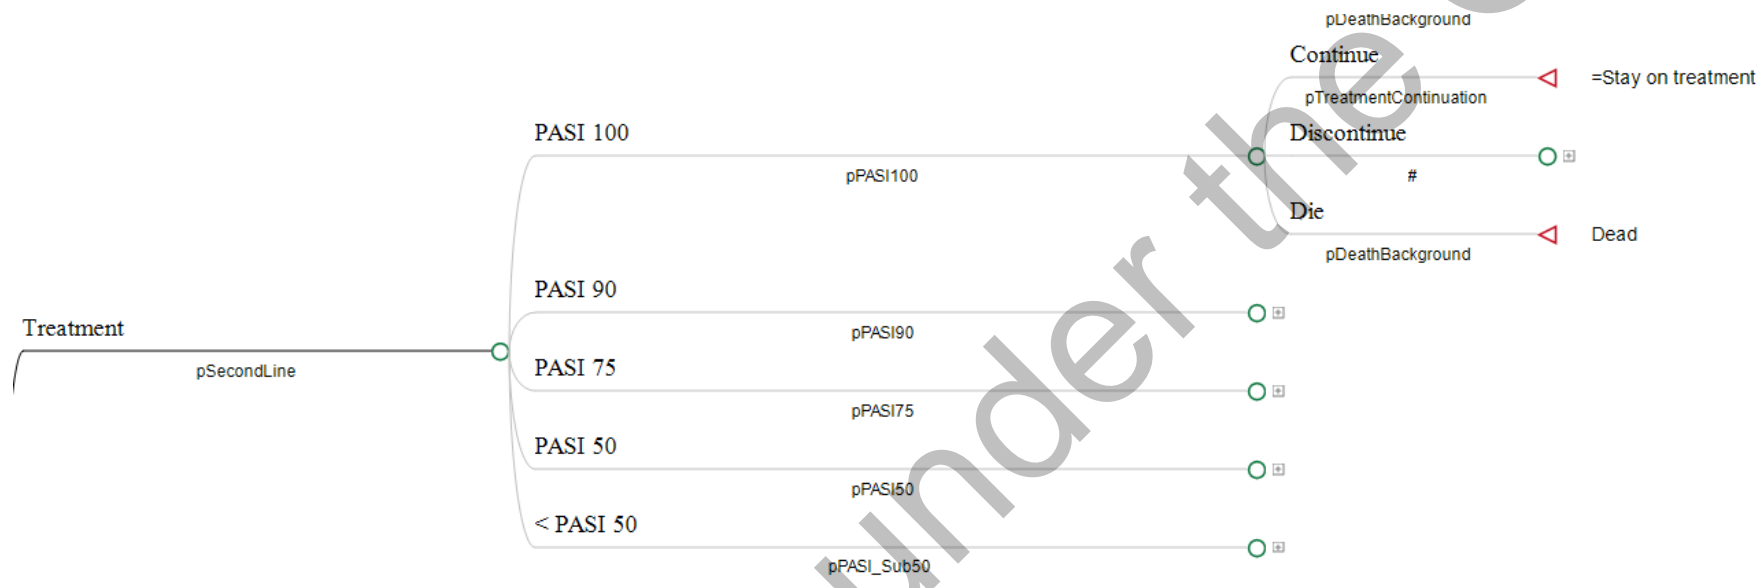 pDeathBackground
Continue
=Stay on treatment
pTreatmentContinuation
PASI 100
Discontinue
pPASI100
#
Die
Dead
pDeathBackground
PASI 90
pPASI90
Treatment
pSecondLine
PASI 75
pPASI75
PASI 50
pPASI50
< PASI 50
pPASI_Sub50
under the